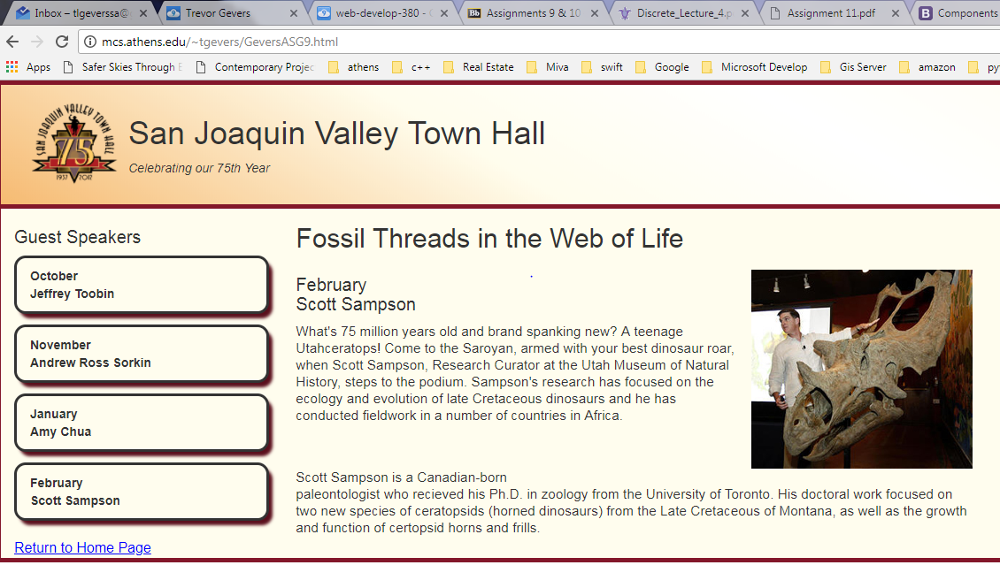 Inbox – tlgeverssa@
Trevor Gevers
web-develop-380 -
Assignments 9 & 10
Discrete_Lecture_4.p
Assignment 11.pdf
Components
mcs.athens.edu/~tgevers/GeversASG9.html
Apps
Safer Skies Through
Contemporary Projec
athens
c++
Real Estate
Miva
swift
Google
Microsoft Develop
Gis Server
amazon
py
SAN JOAQUIN VALLEY TOWN HALL
75
1937 2012
San Joaquin Valley Town Hall
Celebrating our 75th Year
Guest Speakers
October
Jeffrey Toobin
November
Andrew Ross Sorkin
January
Amy Chua
February
Scott Sampson
Return to Home Page
Fossil Threads in the Web of Life
February
Scott Sampson
What's 75 million years old and brand spanking new? A teenage
Utahceratops! Come to the Saroyan, armed with your best dinosaur roar,
when Scott Sampson, Research Curator at the Utah Museum of Natural
History, steps to the podium. Sampson's research has focused on the
ecology and evolution of late Cretaceous dinosaurs and he has
conducted fieldwork in a number of countries in Africa.
Scott Sampson is a Canadian-born
paleontologist who recieved his Ph.D. in zoology from the University of Toronto. His doctoral work focused on
two new species of ceratopsids (horned dinosaurs) from the Late Cretaceous of Montana, as well as the growth
and function of certopsid horns and frills.